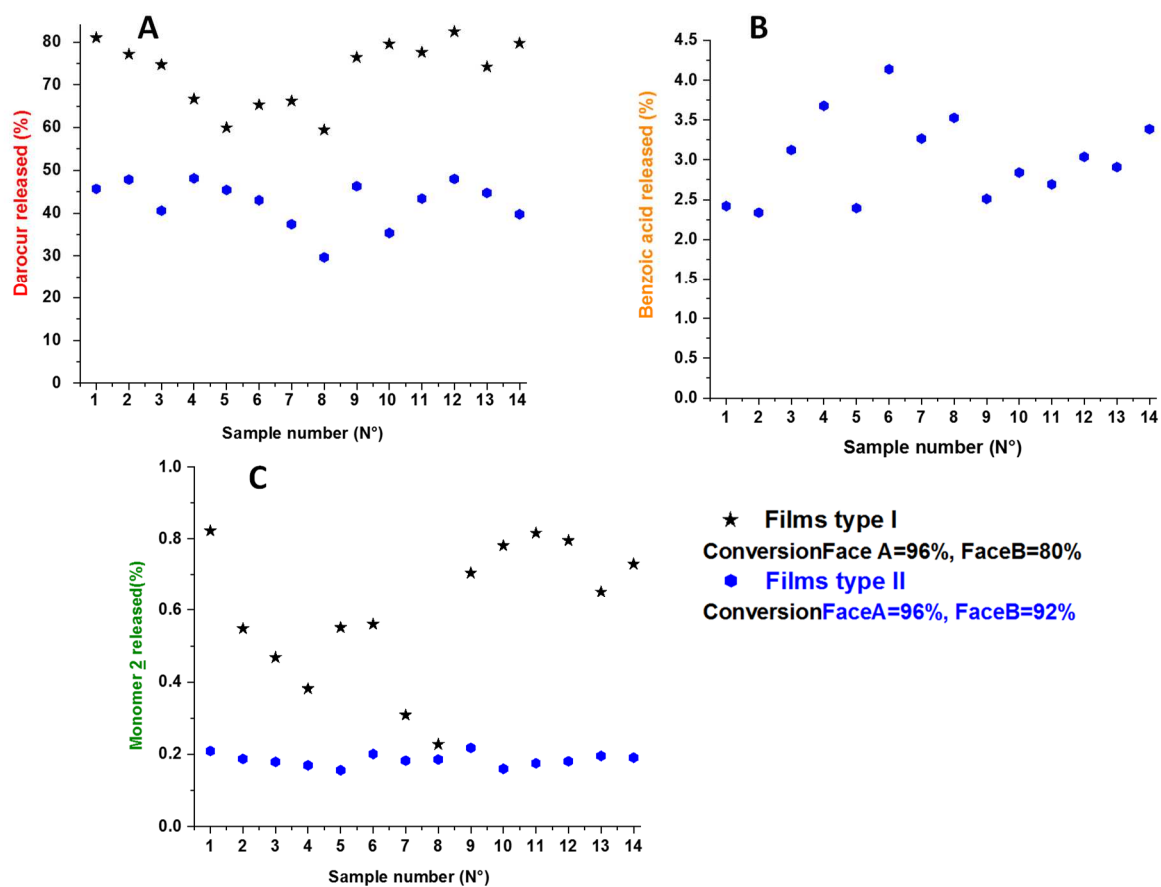 A
80
70
60
50
40
30
20
10
0
Darocur released (%)
1 2 3 4 5 6 7 8 9 10 11 12 13 14
Sample number (N°)
B
4.5
4.0
3.5
3.0
2.5
2.0
1.5
1.0
0.5
0.0
Benzoic acid released (%)
1 2 3 4 5 6 7 8 9 10 11 12 13 14
Sample number (N°)
C
1.0
0.8
0.6
0.4
0.2
0.0
Monomer 2 released(%)
1 2 3 4 5 6 7 8 9 10 11 12 13 14
Sample number (N°)
Films type I
ConversionFace A=96%, FaceB=80%
Films type II
ConversionFaceA=96%, FaceB=92%